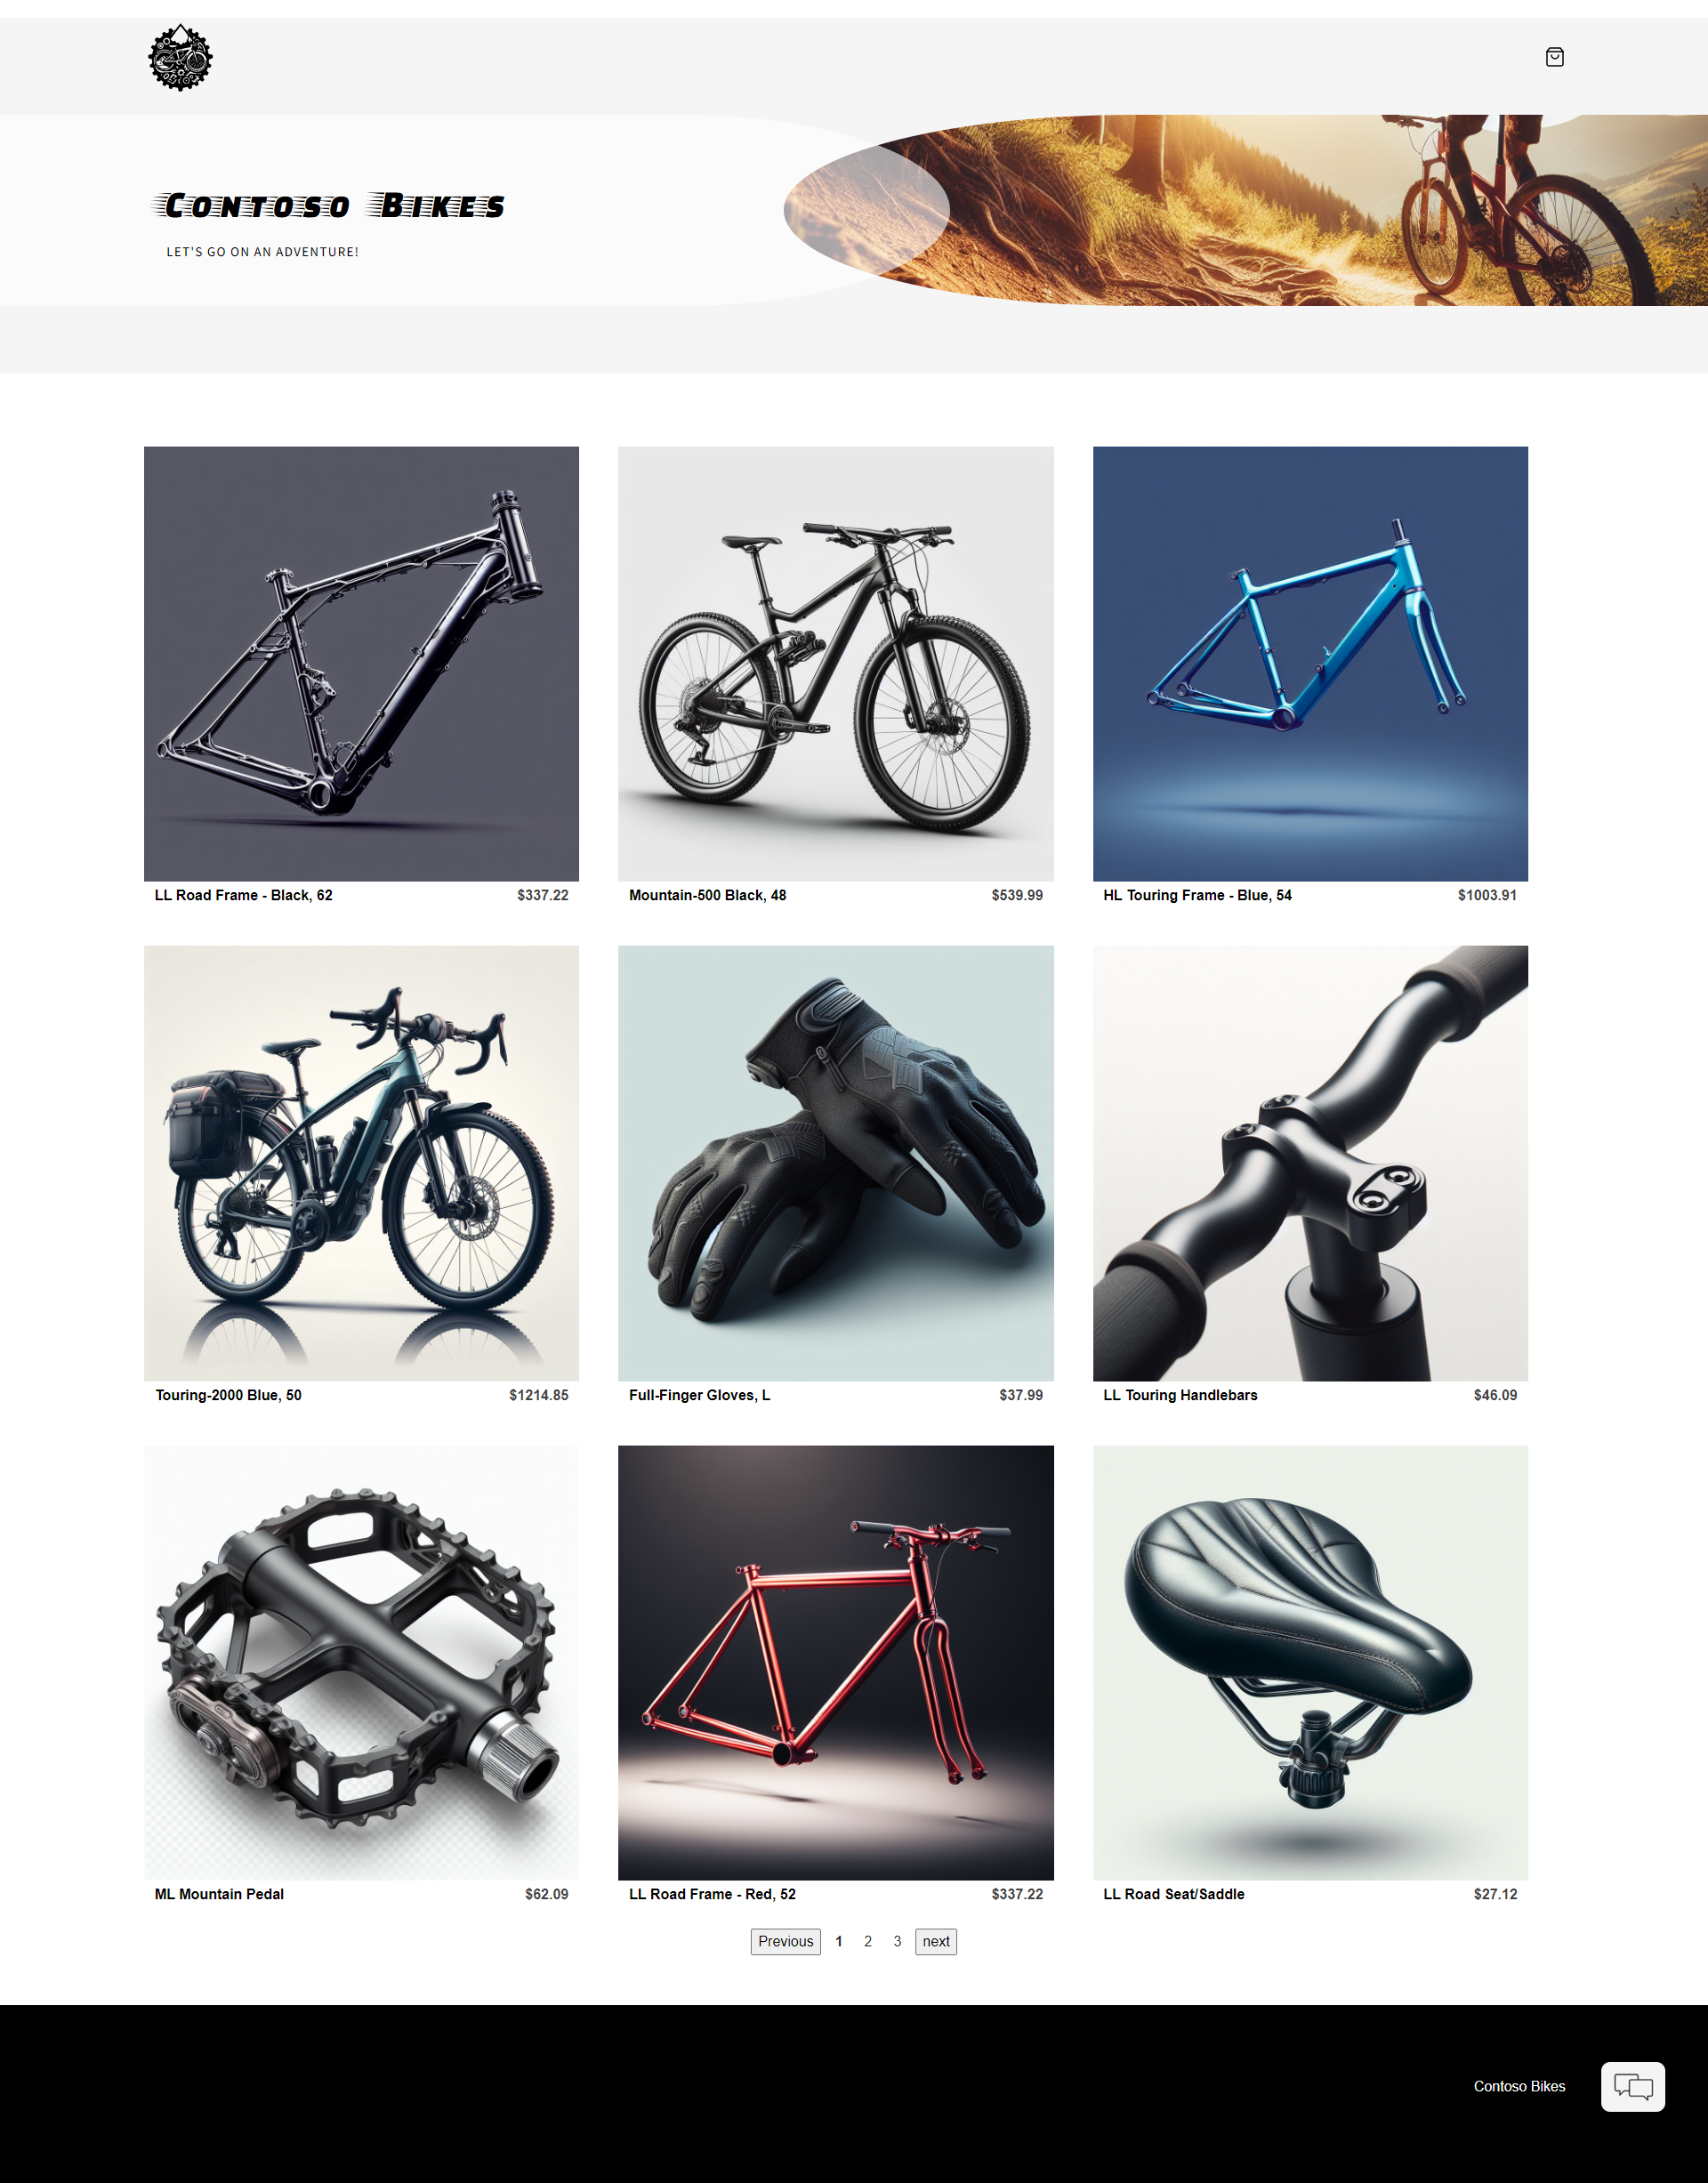 Contoso Bikes
LET'S GO ON AN ADVENTURE!
LL Road Frame - Black, 62 $337.22
Mountain-500 Black, 48 $539.99
HL Touring Frame - Blue, 54 $1003.91
Touring-2000 Blue, 50 $1214.85
Full-Finger Gloves, L $37.99
LL Touring Handlebars $46.09
ML Mountain Pedal $62.09
LL Road Frame - Red, 52 $337.22
LL Road Seat/Saddle $27.12
Previous 1 2 3 next
Contoso Bikes